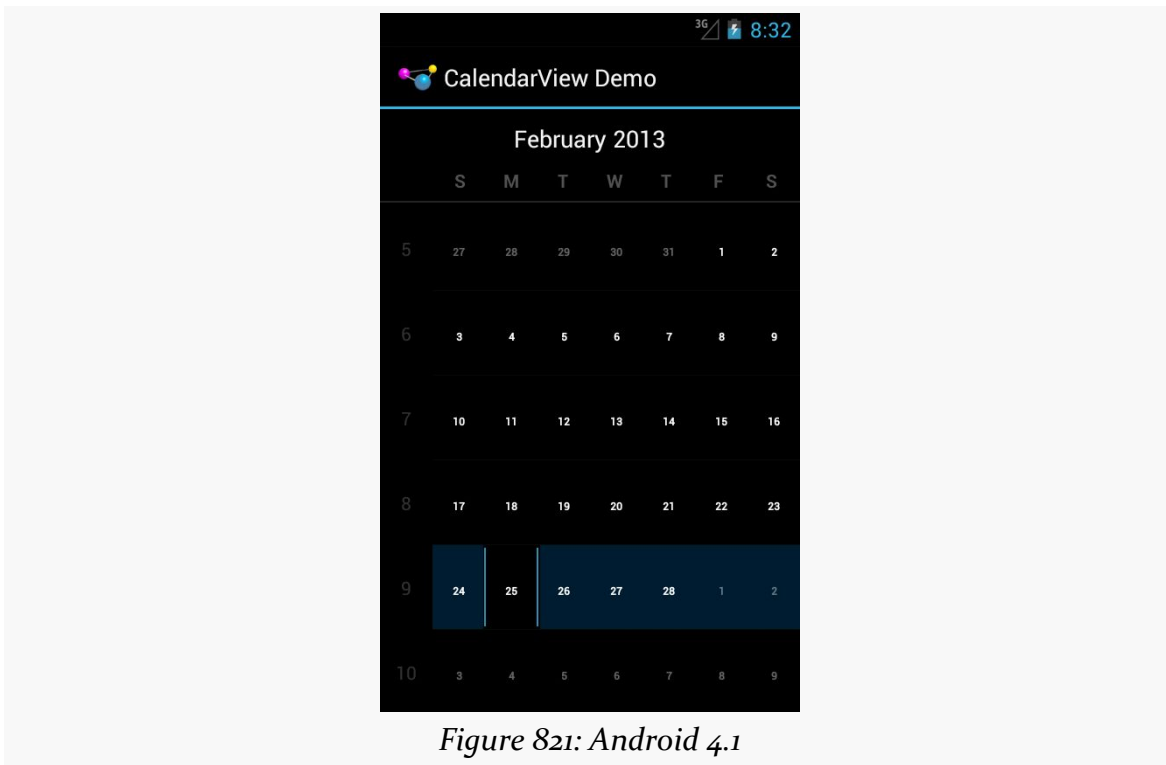 3G 8:32
CalendarView Demo
February 2013
S M T W T F S
5 27 28 29 30 31 1 2
6 3 4 5 6 7 8 9
7 10 11 12 13 14 15 16
8 17 18 19 20 21 22 23
9 24 25 26 27 28 1 2
10 3 4 5 6 7 8 9
Figure 821: Android 4.1